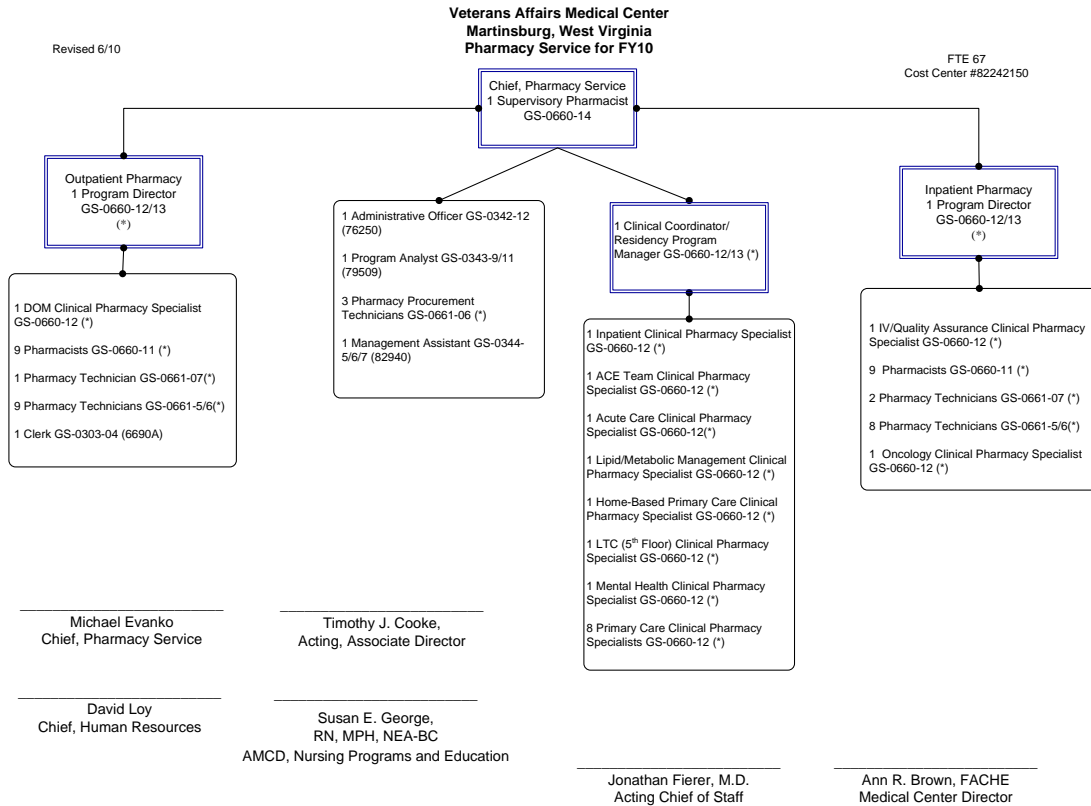 Veterans Affairs Medical Center
Martinsburg, West Virginia
Pharmacy Service for FY10
Revised 6/10
FTE 67
Cost Center #82242150
Chief, Pharmacy Service
1 Supervisory Pharmacist
GS-0660-14
Outpatient Pharmacy
1 Program Director
GS-0660-12/13
(*)
1 DOM Clinical Pharmacy Specialist
GS-0660-12 (*)
9 Pharmacists GS-0660-11 (*)
1 Pharmacy Technician GS-0661-07(*)
9 Pharmacy Technicians GS-0661-5/6(*)
1 Clerk GS-0303-04 (6690A)
1 Administrative Officer GS-0342-12
(76250)
1 Program Analyst GS-0343-9/11
(79509)
3 Pharmacy Procurement
Technicians GS-0661-06 (*)
1 Management Assistant GS-0344-
5/6/7 (82940)
1 Clinical Coordinator/
Residency Program
Manager GS-0660-12/13 (*)
1 Inpatient Clinical Pharmacy Specialist
GS-0660-12 (*)
1 ACE Team Clinical Pharmacy
Specialist GS-0660-12 (*)
1 Acute Care Clinical Pharmacy
Specialist GS-0660-12(*)
1 Lipid/Metabolic Management Clinical
Pharmacy Specialist GS-0660-12 (*)
1 Home-Based Primary Care Clinical
Pharmacy Specialist GS-0660-12 (*)
1 LTC (5th Floor) Clinical Pharmacy
Specialist GS-0660-12 (*)
1 Mental Health Clinical Pharmacy
Specialist GS-0660-12 (*)
8 Primary Care Clinical Pharmacy
Specialists GS-0660-12 (*)
Inpatient Pharmacy
1 Program Director
GS-0660-12/13
(*)
1 IV/Quality Assurance Clinical Pharmacy
Specialist GS-0660-12 (*)
9 Pharmacists GS-0660-11 (*)
2 Pharmacy Technicians GS-0661-07 (*)
8 Pharmacy Technicians GS-0661-5/6(*)
1 Oncology Clinical Pharmacy Specialist
GS-0660-12 (*)
Michael Evanko
Chief, Pharmacy Service
Timothy J. Cooke,
Acting, Associate Director
David Loy
Chief, Human Resources
Susan E. George,
RN, MPH, NEA-BC
AMCD, Nursing Programs and Education
Jonathan Fierer, M.D.
Acting Chief of Staff
Ann R. Brown, FACHE
Medical Center Director